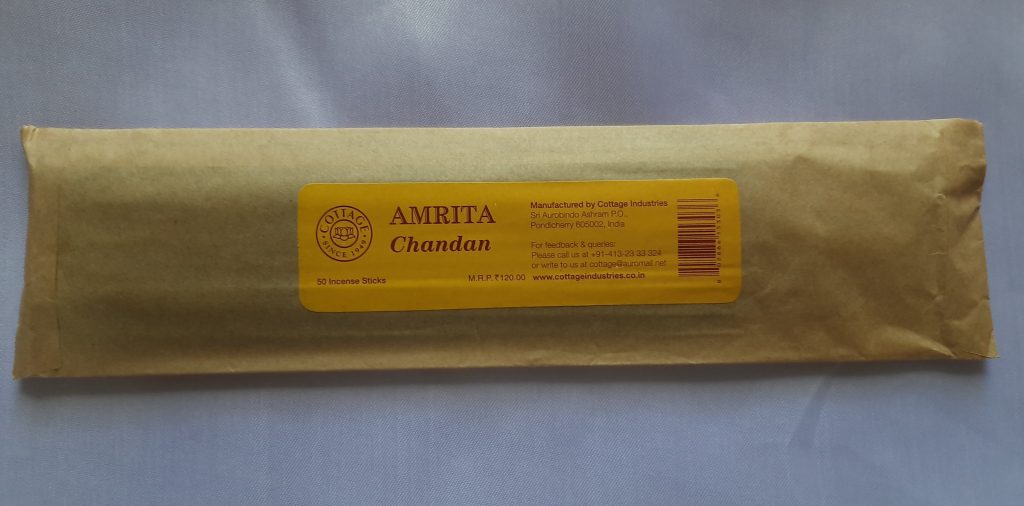 COTTAGE
SINCE 1949
AMRITA
Chandan
50 Incense Sticks
M.R.P. ₹120.00
Manufactured by Cottage Industries
Sri Aurobindo Ashram P.O.,
Pondicherry 605002, India
For feedback & queries:
Please call us at +91-413-23 33 324
or write to us at cottage@auromail.net
www.cottageindustries.co.in